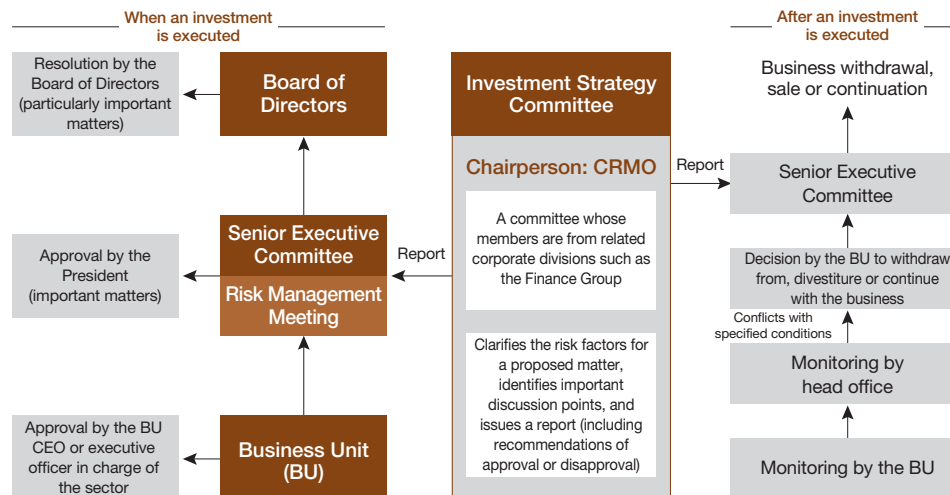 When an investment
is executed
Resolution by the
Board of Directors
(particularly important
matters)
Board of
Directors
Approval by the
President
(important matters)
Senior Executive
Committee
Risk Management
Meeting
Approval by the BU
CEO or executive
officer in charge of
the sector
Business Unit
(BU)
Report
Investment Strategy
Committee
Chairperson: CRMO
A committee whose
members are from related
corporate divisions such as
the Finance Group
Clarifies the risk factors for
a proposed matter,
identifies important
discussion points, and
issues a report (including
recommendations of
approval or disapproval)
Report
After an investment
is executed
Business withdrawal,
sale or continuation
Senior Executive
Committee
Decision by the BU to withdraw
from, divestiture or continue
with the business
Conflicts with
specified conditions
Monitoring by
head office
Monitoring by the BU